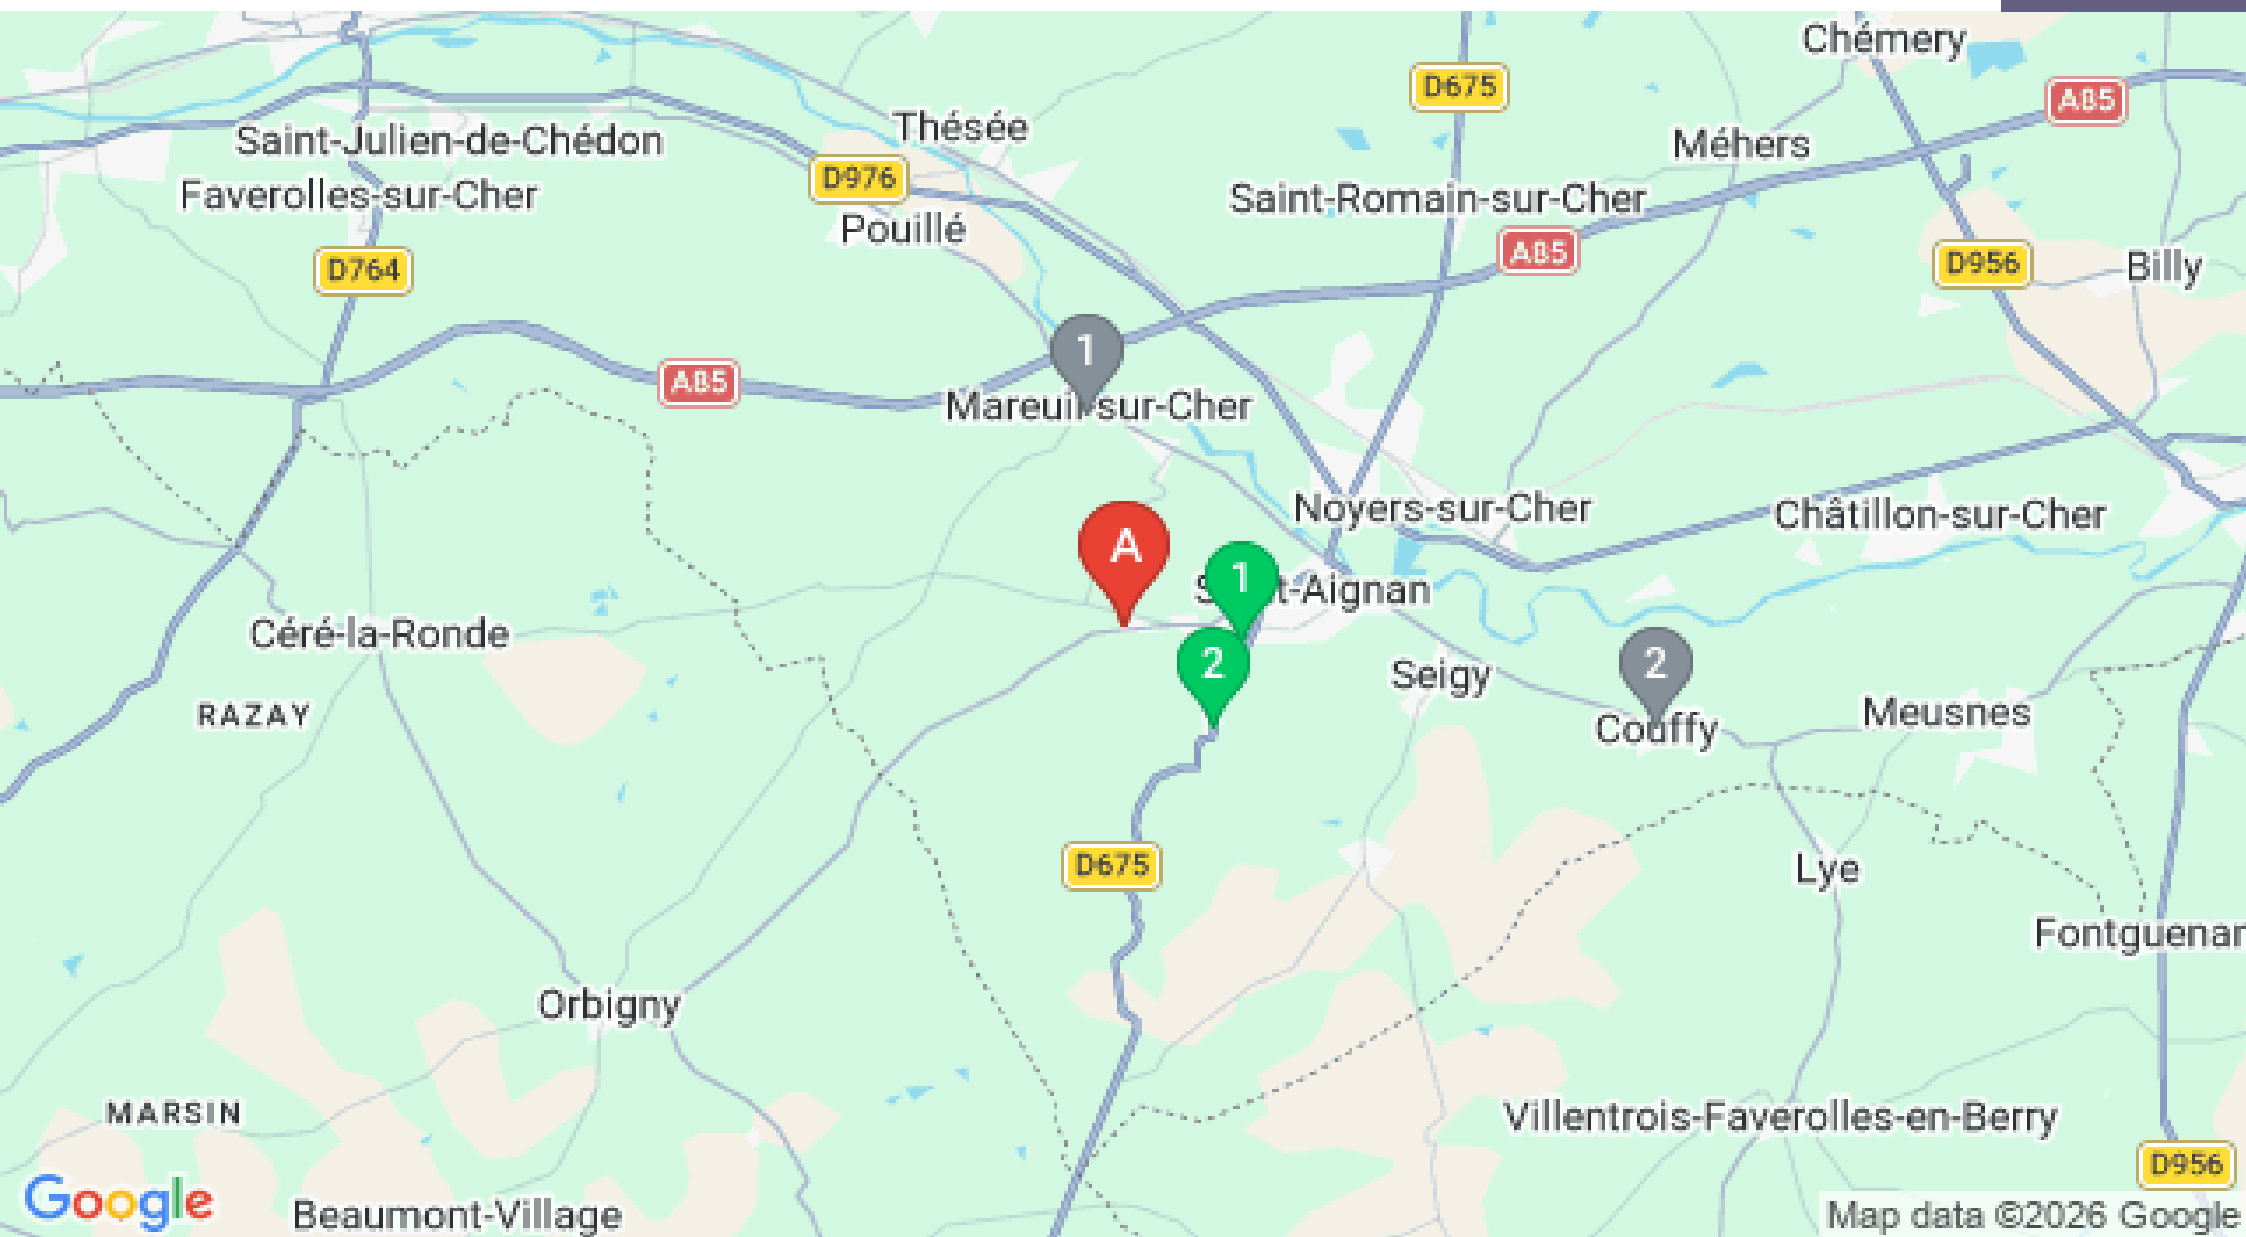 Chémery
D675
A85
Thésée
Saint-Julien-de-Chédon
Méhers
D976
Faverolles-sur-Cher
Saint-Romain-sur-Cher
Pouillé
A85
D764
D956
Billy
1
A85
Mareuil-sur-Cher
Noyers-sur-Cher
Châtillon-sur-Cher
A
1
Saint-Aignan
Céré-la-Ronde
2
2
Seigy
RAZAY
Meusnes
Couffy
D675
Lye
Fontguenar
Orbigny
MARSIN
Villentrois-Faverolles-en-Berry
D956
Google
Beaumont-Village
Map data ©2026 Google